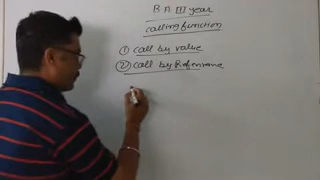 B A III year
calling function
① call by value
② call by Reference